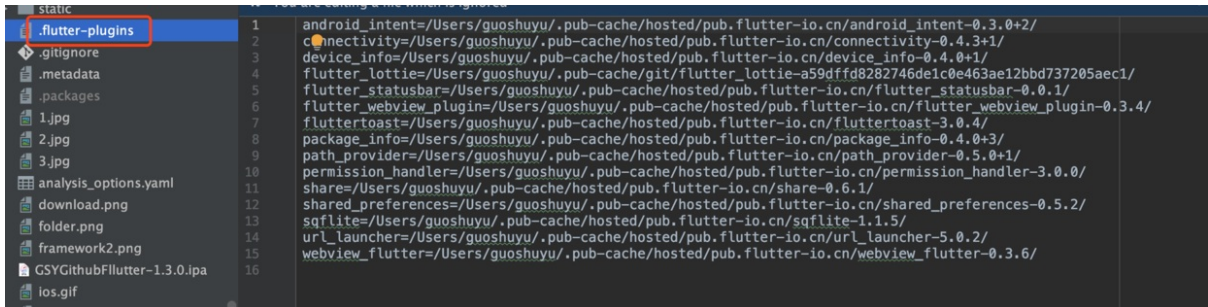 static
.flutter-plugins
.gitignore
.metadata
.packages
1.jpg
2.jpg
3.jpg
analysis_options.yaml
download.png
folder.png
framework2.png
GSYGithubFllutter-1.3.0.ipa
ios.gif
You are editing a file which is ignored
1 android_intent=/Users/guoshuyu/.pub-cache/hosted/pub.flutter-io.cn/android_intent-0.3.0+2/
2 connectivity=/Users/guoshuyu/.pub-cache/hosted/pub.flutter-io.cn/connectivity-0.4.3+1/
3 device_info=/Users/guoshuyu/.pub-cache/hosted/pub.flutter-io.cn/device_info-0.4.0+1/
4 flutter_lottie=/Users/guoshuyu/.pub-cache/git/flutter_lottie-a59dffd8282746de1c0e463ae12bbd737205aec1/
5 flutter_statusbar=/Users/guoshuyu/.pub-cache/hosted/pub.flutter-io.cn/flutter_statusbar-0.0.1/
6 flutter_webview_plugin=/Users/guoshuyu/.pub-cache/hosted/pub.flutter-io.cn/flutter_webview_plugin-0.3.4/
7 fluttertoast=/Users/guoshuyu/.pub-cache/hosted/pub.flutter-io.cn/fluttertoast-3.0.4/
8 package_info=/Users/guoshuyu/.pub-cache/hosted/pub.flutter-io.cn/package_info-0.4.0+3/
9 path_provider=/Users/guoshuyu/.pub-cache/hosted/pub.flutter-io.cn/path_provider-0.5.0+1/
10 permission_handler=/Users/guoshuyu/.pub-cache/hosted/pub.flutter-io.cn/permission_handler-3.0.0/
11 share=/Users/guoshuyu/.pub-cache/hosted/pub.flutter-io.cn/share-0.6.1/
12 shared_preferences=/Users/guoshuyu/.pub-cache/hosted/pub.flutter-io.cn/shared_preferences-0.5.2/
13 sqflite=/Users/guoshuyu/.pub-cache/hosted/pub.flutter-io.cn/sqflite-1.1.5/
14 url_launcher=/Users/guoshuyu/.pub-cache/hosted/pub.flutter-io.cn/url_launcher-5.0.2/
15 webview_flutter=/Users/guoshuyu/.pub-cache/hosted/pub.flutter-io.cn/webview_flutter-0.3.6/
16